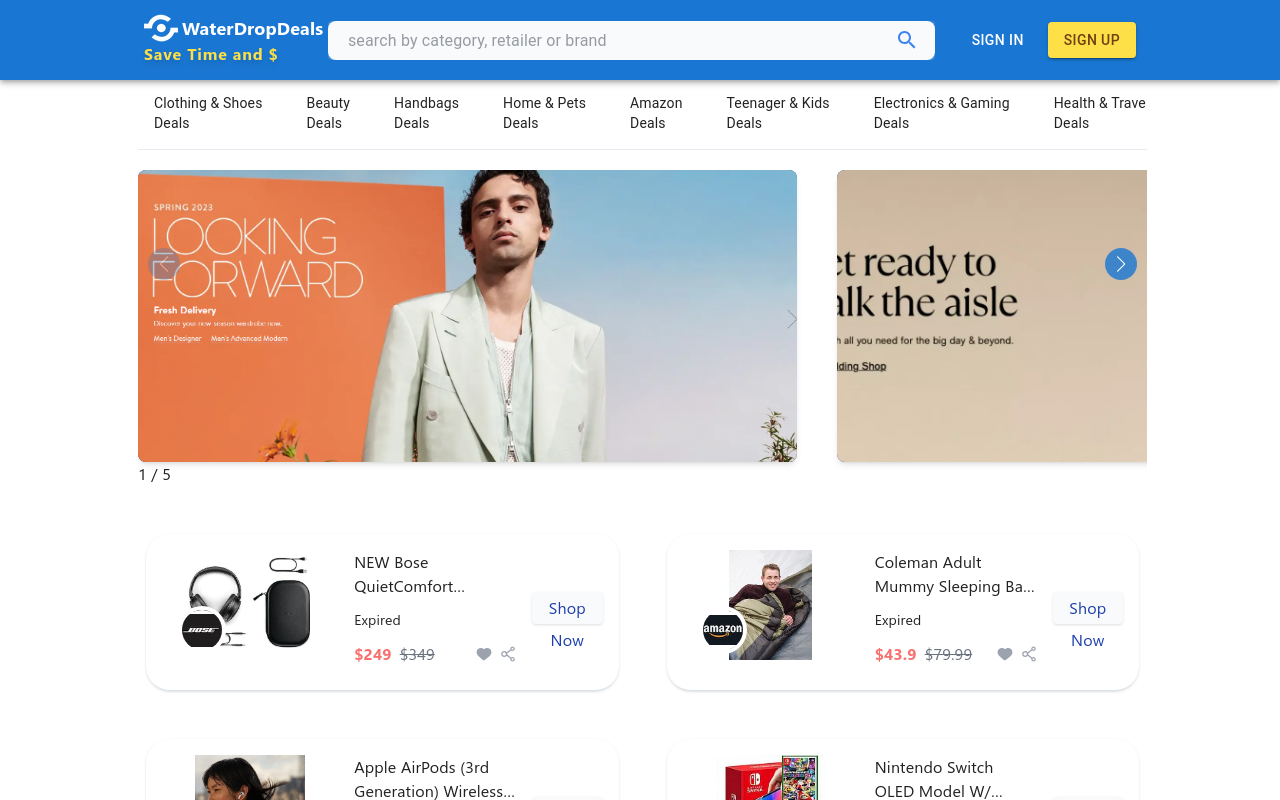 WaterDropDeals
Save Time and $
search by category, retailer or brand
SIGN IN
SIGN UP
Clothing & Shoes
Deals
Beauty
Deals
Handbags
Deals
Home & Pets
Deals
Amazon
Deals
Teenager & Kids
Deals
Electronics & Gaming
Deals
Health & Trave
Deals
SPRING 2023
LOOKING
FORWARD
Fresh Delivery
Discover your new season wardrobe now.
Men's Designer Men's Advanced Modern
et ready to
alk the aisle
h all you need for the big day & beyond.
lding Shop
1 / 5
BOSE
NEW Bose
QuietComfort...
Expired
$249 $349
Shop
Now
amazon
Coleman Adult
Mummy Sleeping Ba...
Expired
$43.9 $79.99
Shop
Now
Apple AirPods (3rd
Generation) Wireless...
Nintendo Switch
OLED Model W/...